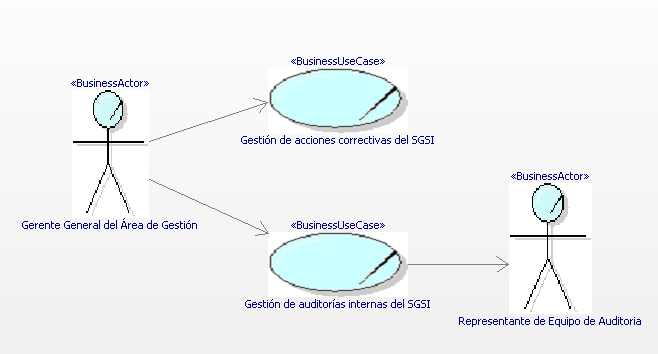 «BusinessUseCase»
«BusinessActor»
Gestión de acciones correctivas del SGSI
«BusinessActor»
Gerente General del Área de Gestión
«BusinessUseCase»
Gestión de auditorías internas del SGSI
Representante de Equipo de Auditoria